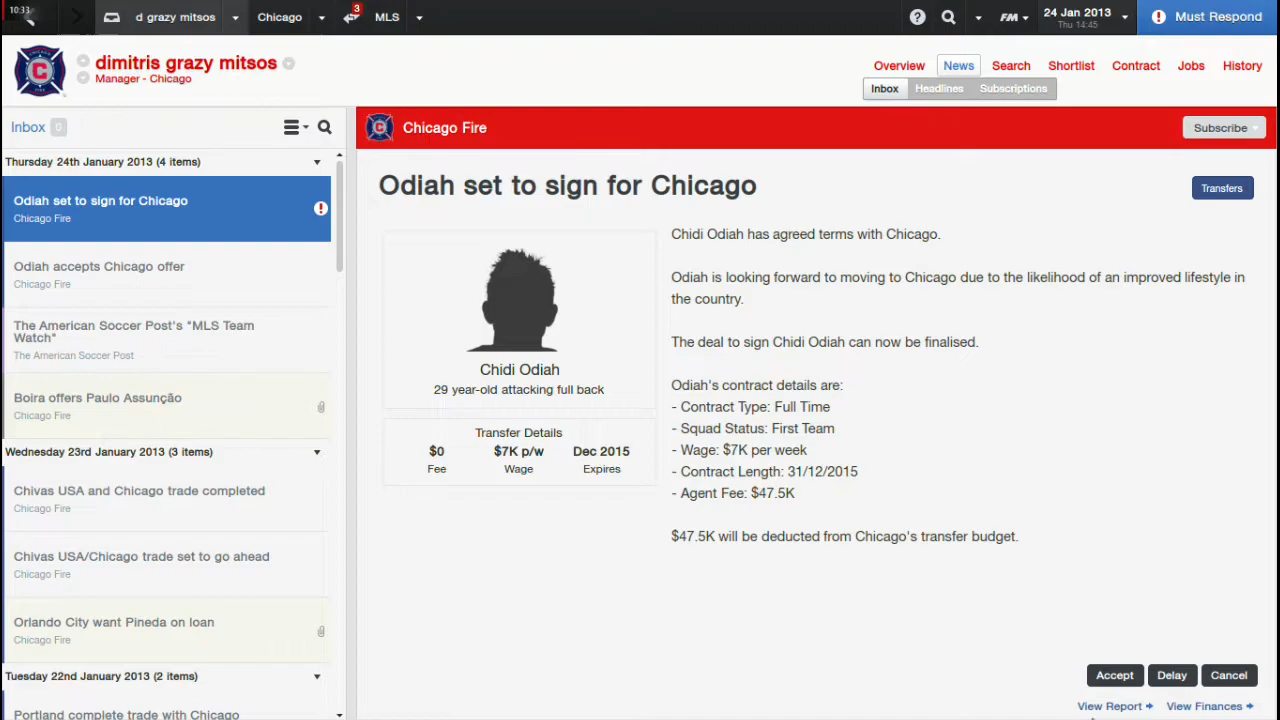 10:33
d grazy mitsos
Chicago
3
MLS
FM
24 Jan 2013
Thu 14:45
Must Respond
dimitris grazy mitsos
Manager - Chicago
Overview
News
Search
Shortlist
Contract
Jobs
History
Inbox
Headlines
Subscriptions
Inbox 0
Chicago Fire
Subscribe
Thursday 24th January 2013 (4 items)
Odiah set to sign for Chicago
Chicago Fire
Odiah accepts Chicago offer
Chicago Fire
The American Soccer Post's "MLS Team
Watch"
The American Soccer Post
Boira offers Paulo Assunção
Chicago Fire
Wednesday 23rd January 2013 (3 items)
Chivas USA and Chicago trade completed
Chicago Fire
Chivas USA/Chicago trade set to go ahead
Chicago Fire
Orlando City want Pineda on loan
Chicago Fire
Tuesday 22nd January 2013 (2 items)
Portland complete trade with Chicago
Odiah set to sign for Chicago
Transfers
Chidi Odiah
29 year-old attacking full back
Transfer Details
$0 $7K p/w Dec 2015
Fee Wage Expires
Chidi Odiah has agreed terms with Chicago.
Odiah is looking forward to moving to Chicago due to the likelihood of an improved lifestyle in
the country.
The deal to sign Chidi Odiah can now be finalised.
Odiah's contract details are:
- Contract Type: Full Time
- Squad Status: First Team
- Wage: $7K per week
- Contract Length: 31/12/2015
- Agent Fee: $47.5K
$47.5K will be deducted from Chicago's transfer budget.
Accept
Delay
Cancel
View Report
View Finances